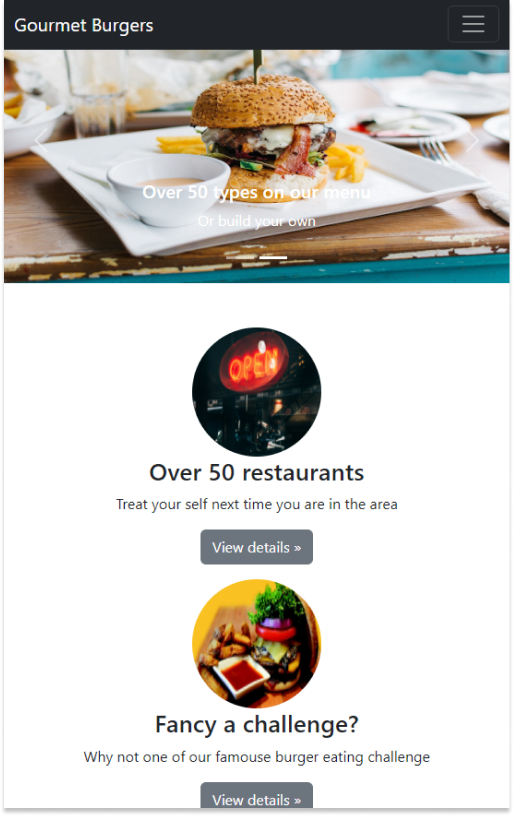 Gourmet Burgers
Over 50 types on our menu
Or build your own
OPEN
Over 50 restaurants
Treat your self next time you are in the area
View details »
Fancy a challenge?
Why not one of our famouse burger eating challenge
View details »